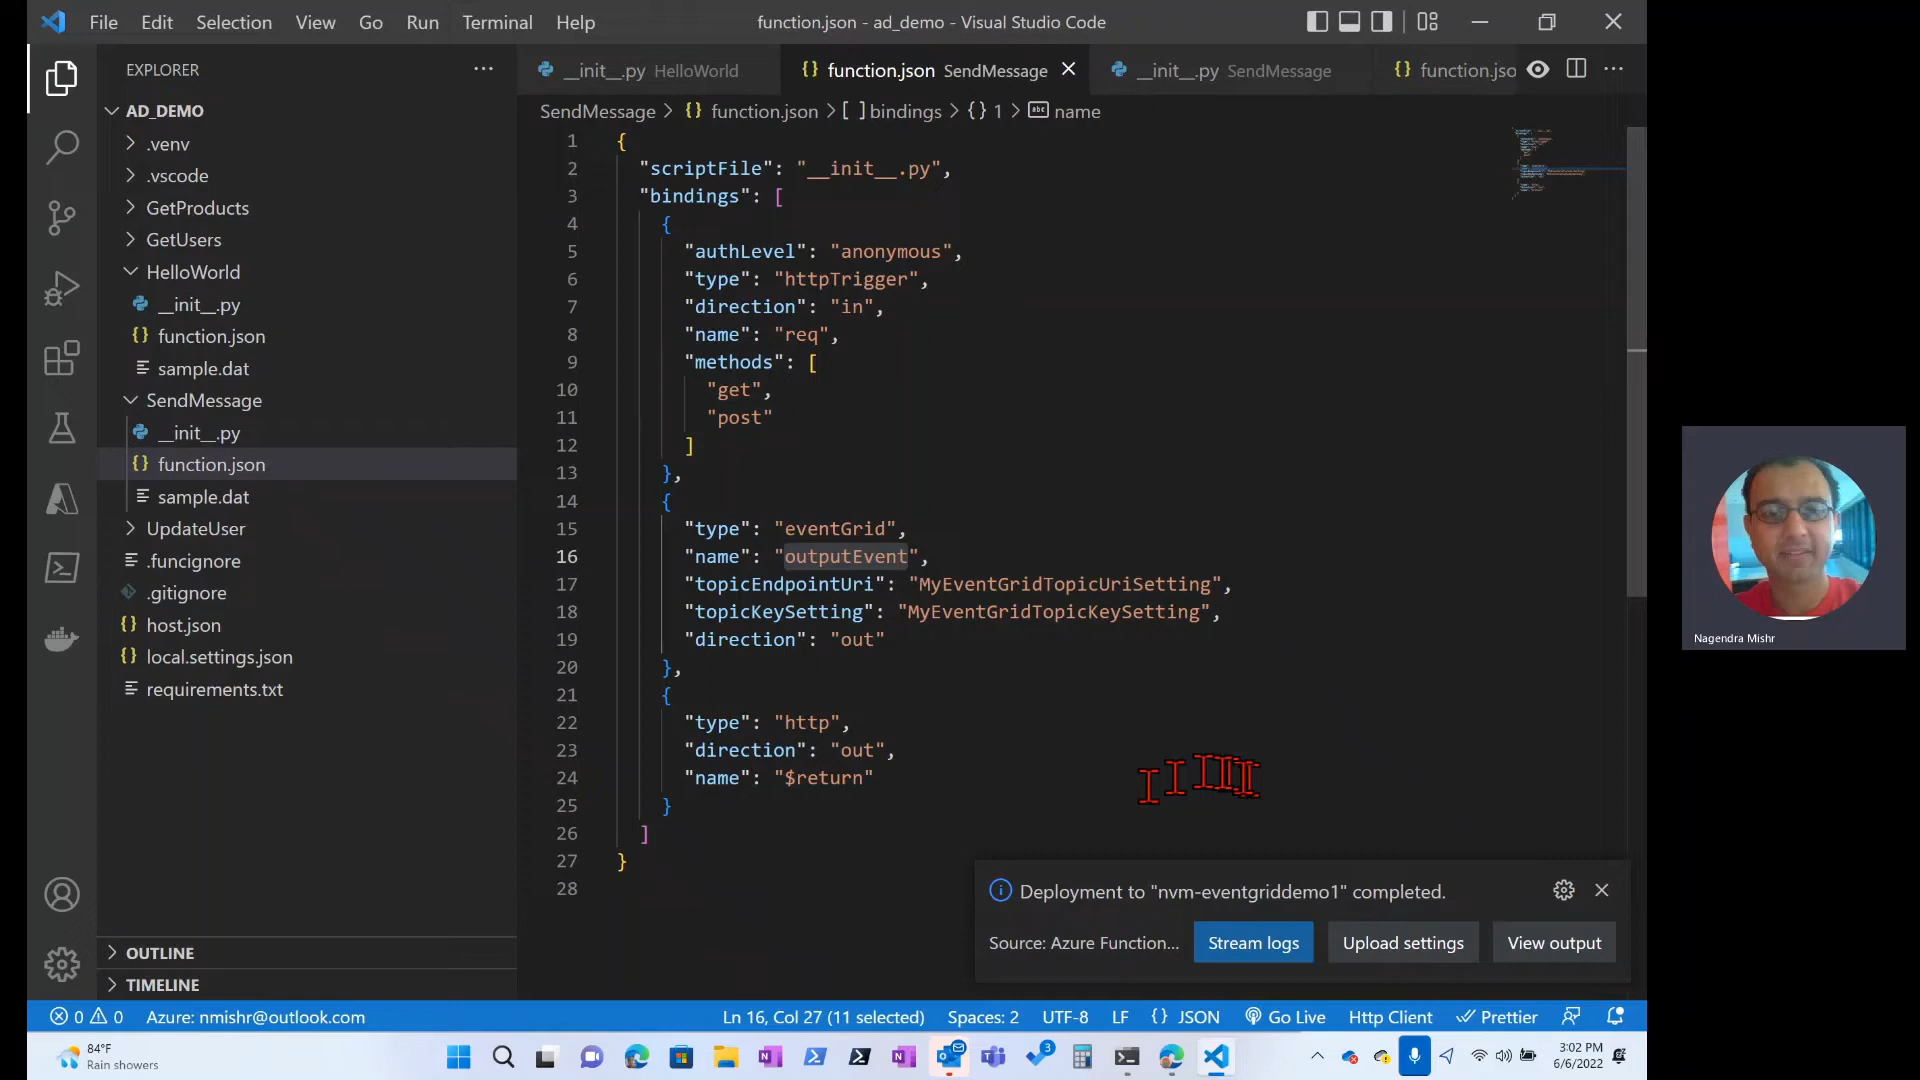 File Edit Selection View Go Run Terminal Help
function.json - ad_demo - Visual Studio Code
EXPLORER
AD_DEMO
.venv
.vscode
GetProducts
GetUsers
HelloWorld
__init__.py
function.json
sample.dat
SendMessage
__init__.py
function.json
sample.dat
UpdateUser
.funcignore
.gitignore
host.json
local.settings.json
requirements.txt
OUTLINE
TIMELINE
__init__.py HelloWorld
function.json SendMessage
__init__.py SendMessage
function.jso
SendMessage > {} function.json > [ ] bindings > {} 1 > abc name
1 {
2 "scriptFile": "__init__.py",
3 "bindings": [
4 {
5 "authLevel": "anonymous",
6 "type": "httpTrigger",
7 "direction": "in",
8 "name": "req",
9 "methods": [
10 "get",
11 "post"
12 ]
13 },
14 {
15 "type": "eventGrid",
16 "name": "outputEvent",
17 "topicEndpointUri": "MyEventGridTopicUriSetting",
18 "topicKeySetting": "MyEventGridTopicKeySetting",
19 "direction": "out"
20 },
21 {
22 "type": "http",
23 "direction": "out",
24 "name": "$return"
25 }
26 ]
27 }
28
Deployment to "nvm-eventgriddemo1" completed.
Source: Azure Function...
Stream logs
Upload settings
View output
Nagendra Mishr
0 0 Azure: nmishr@outlook.com
Ln 16, Col 27 (11 selected) Spaces: 2 UTF-8 LF {} JSON Go Live Http Client Prettier
84°F
Rain showers
3
3:02 PM
6/6/2022